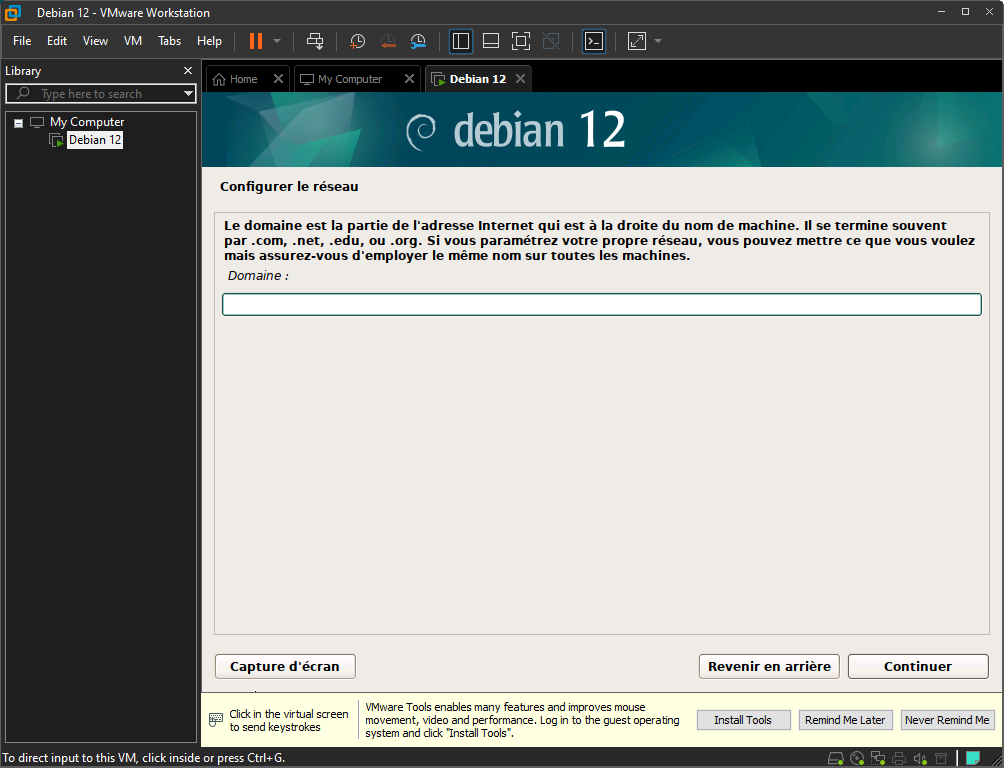 Debian 12 - VMware Workstation
File Edit View VM Tabs Help
Library
Home My Computer Debian 12
Type here to search
My Computer
Debian 12
debian 12
Configurer le réseau
Le domaine est la partie de l'adresse Internet qui est à la droite du nom de machine. Il se termine souvent
par .com, .net, .edu, ou .org. Si vous paramétrez votre propre réseau, vous pouvez mettre ce que vous voulez
mais assurez-vous d'employer le même nom sur toutes les machines.
Domaine :
Capture d'écran Revenir en arrière Continuer
Click in the virtual screen
to send keystrokes
VMware Tools enables many features and improves mouse
movement, video and performance. Log in to the guest operating
system and click "Install Tools".
Install Tools Remind Me Later Never Remind Me
To direct input to this VM, click inside or press Ctrl+G.